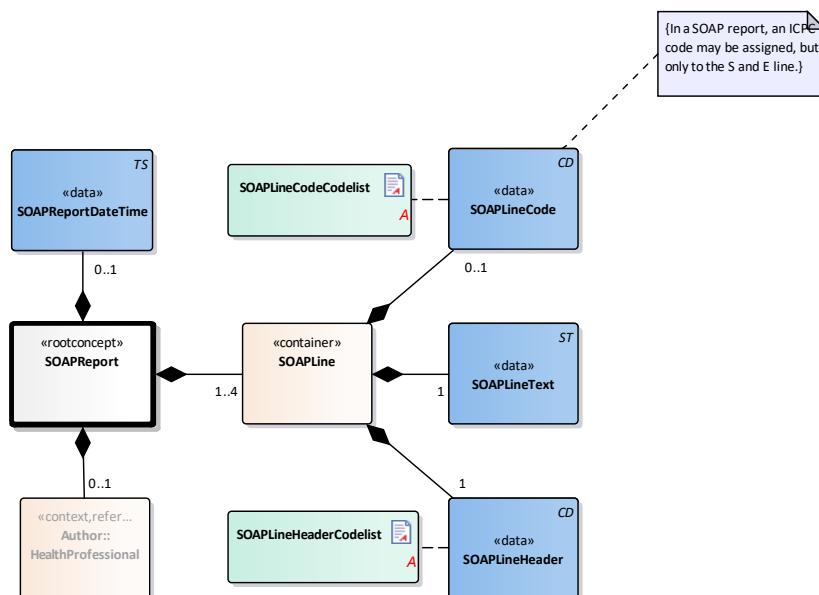 {In a SOAP report, an ICPC
code may be assigned, but
only to the S and E line.}
TS
«data»
SOAPReportDateTime
0..1
SOAPLineCodeCodelist
A
CD
«data»
SOAPLineCode
0..1
«rootconcept»
SOAPReport
1..4
«container»
SOAPLine
ST
«data»
SOAPLineText
1
0..1
1
«context,refer...
Author::
HealthProfessional
SOAPLineHeaderCodelist
A
CD
«data»
SOAPLineHeader